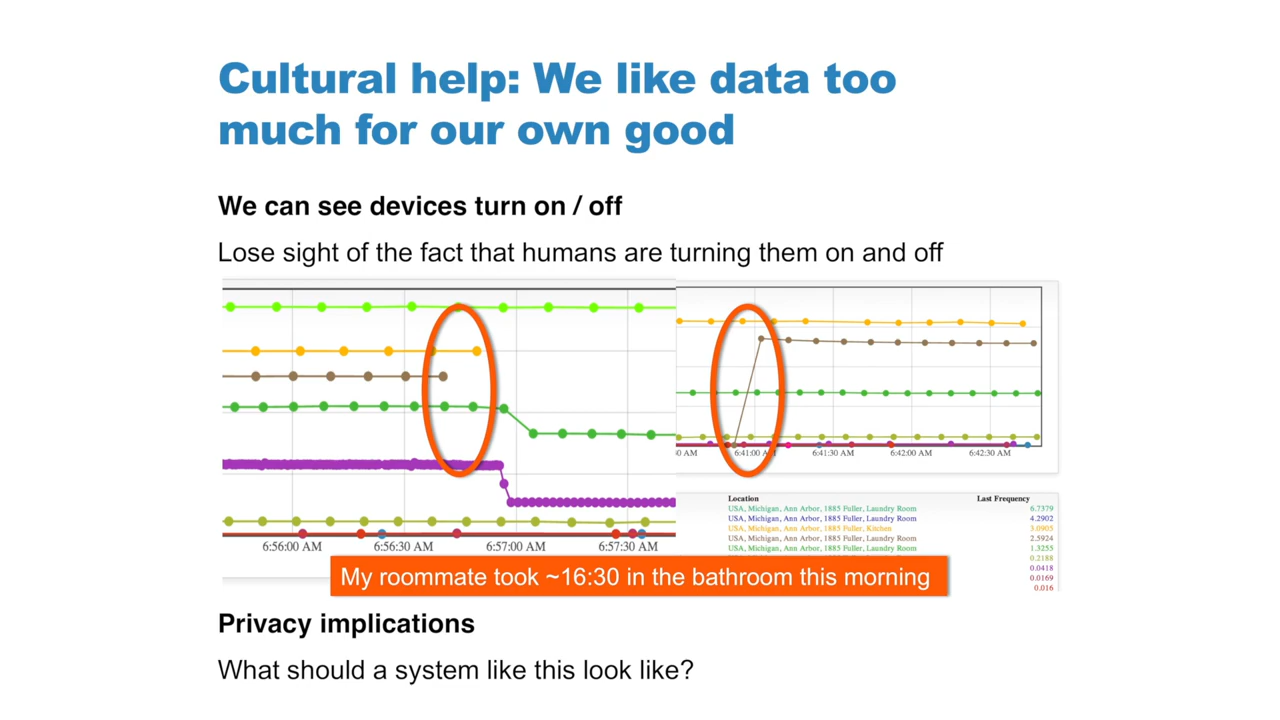 Cultural help: We like data too
much for our own good
We can see devices turn on / off
Lose sight of the fact that humans are turning them on and off
6:56:00 AM 6:56:30 AM 6:57:00 AM 6:57:30 AM
AM 6:41:00 AM 6:41:30 AM 6:42:00 AM 6:42:30 AM
Location Last Frequency
USA, Michigan, Ann Arbor, 1885 Fuller, Laundry Room 6.7379
USA, Michigan, Ann Arbor, 1885 Fuller, Laundry Room 4.2902
USA, Michigan, Ann Arbor, 1885 Fuller, Kitchen 3.0905
USA, Michigan, Ann Arbor, 1885 Fuller, Laundry Room 2.5924
USA, Michigan, Ann Arbor, 1885 Fuller, Laundry Room 1.3255
0.2188
0.0418
0.0169
0.016
My roommate took ~16:30 in the bathroom this morning
Privacy implications
What should a system like this look like?